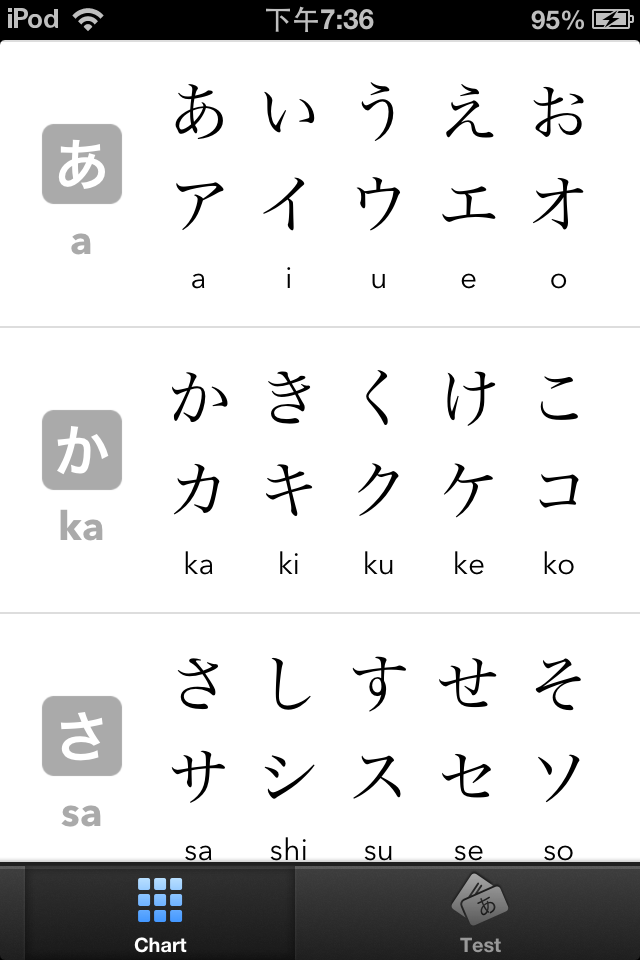 iPod 下午7:36 95%
あ い う え お
あ
ア イ ウ エ オ
a
a i u e o
か き く け こ
か
カ キ ク ケ コ
ka
ka ki ku ke ko
さ し す せ そ
さ
サ シ ス セ ソ
sa
sa shi su se so
あ
Chart Test